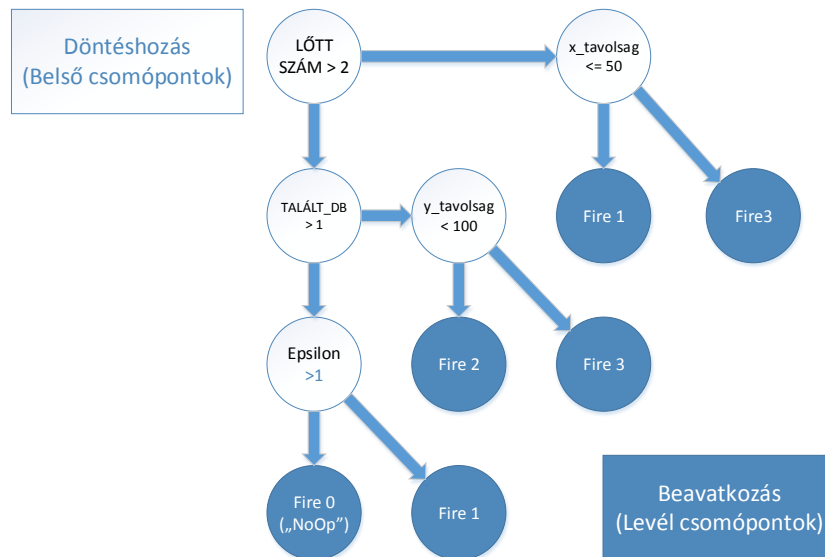 Döntéshozás
(Belső csomópontok)
LŐTT
SZÁM > 2
x_tavolsag
<= 50
TALÁLT_DB
> 1
y_tavolsag
< 100
Fire 1
Fire3
Epsilon
>1
Fire 2
Fire 3
Fire 0
(„NoOp”)
Fire 1
Beavatkozás
(Levél csomópontok)